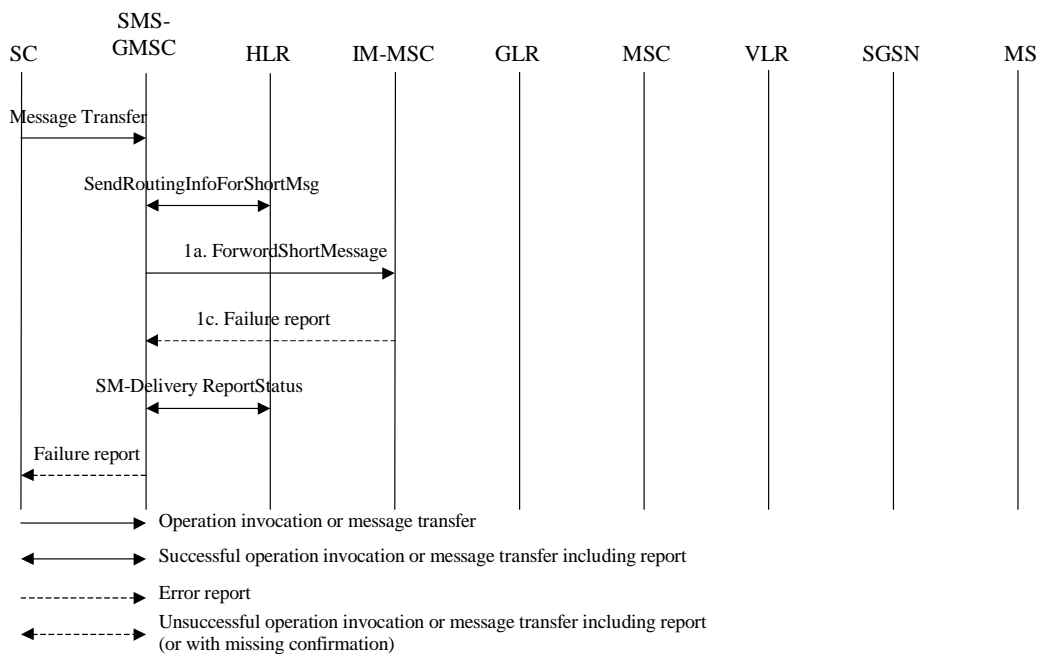 SC
SMS-
GMSC
HLR
IM-MSC
GLR
MSC
VLR
SGSN
MS
Message Transfer
SendRoutingInfoForShortMsg
1a. ForwordShortMessage
1c. Failure report
SM-Delivery ReportStatus
Failure report
Operation invocation or message transfer
Successful operation invocation or message transfer including report
Error report
Unsuccessful operation invocation or message transfer including report
(or with missing confirmation)